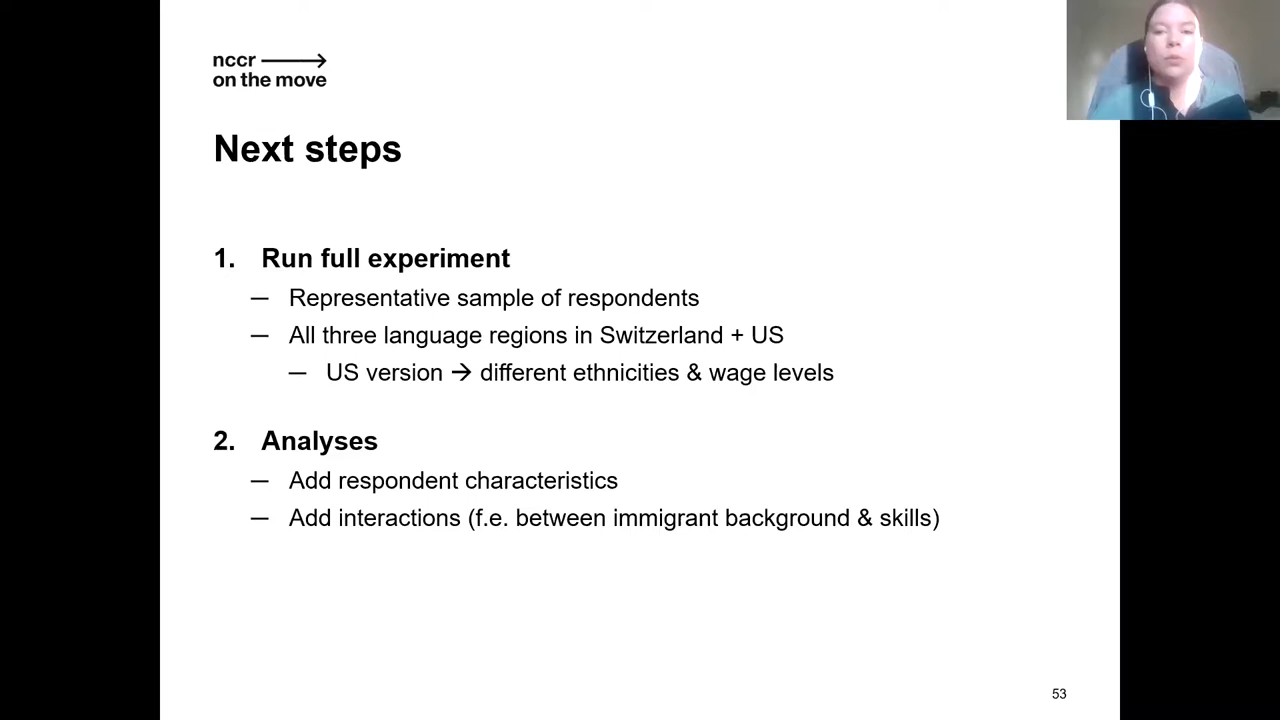 nccr →
on the move
Next steps
1. Run full experiment
— Representative sample of respondents
— All three language regions in Switzerland + US
— US version → different ethnicities & wage levels
2. Analyses
— Add respondent characteristics
— Add interactions (f.e. between immigrant background & skills)
53